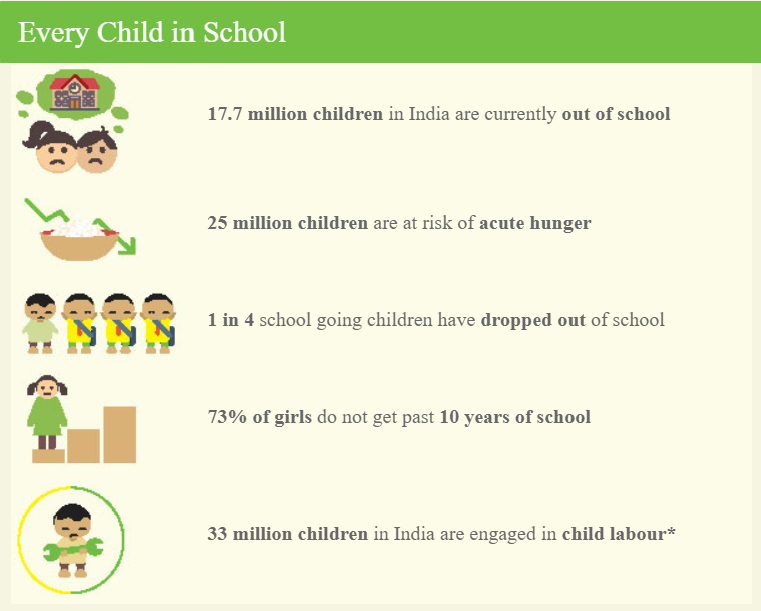 Every Child in School
17.7 million children in India are currently out of school
25 million children are at risk of acute hunger
1 in 4 school going children have dropped out of school
73% of girls do not get past 10 years of school
33 million children in India are engaged in child labour*